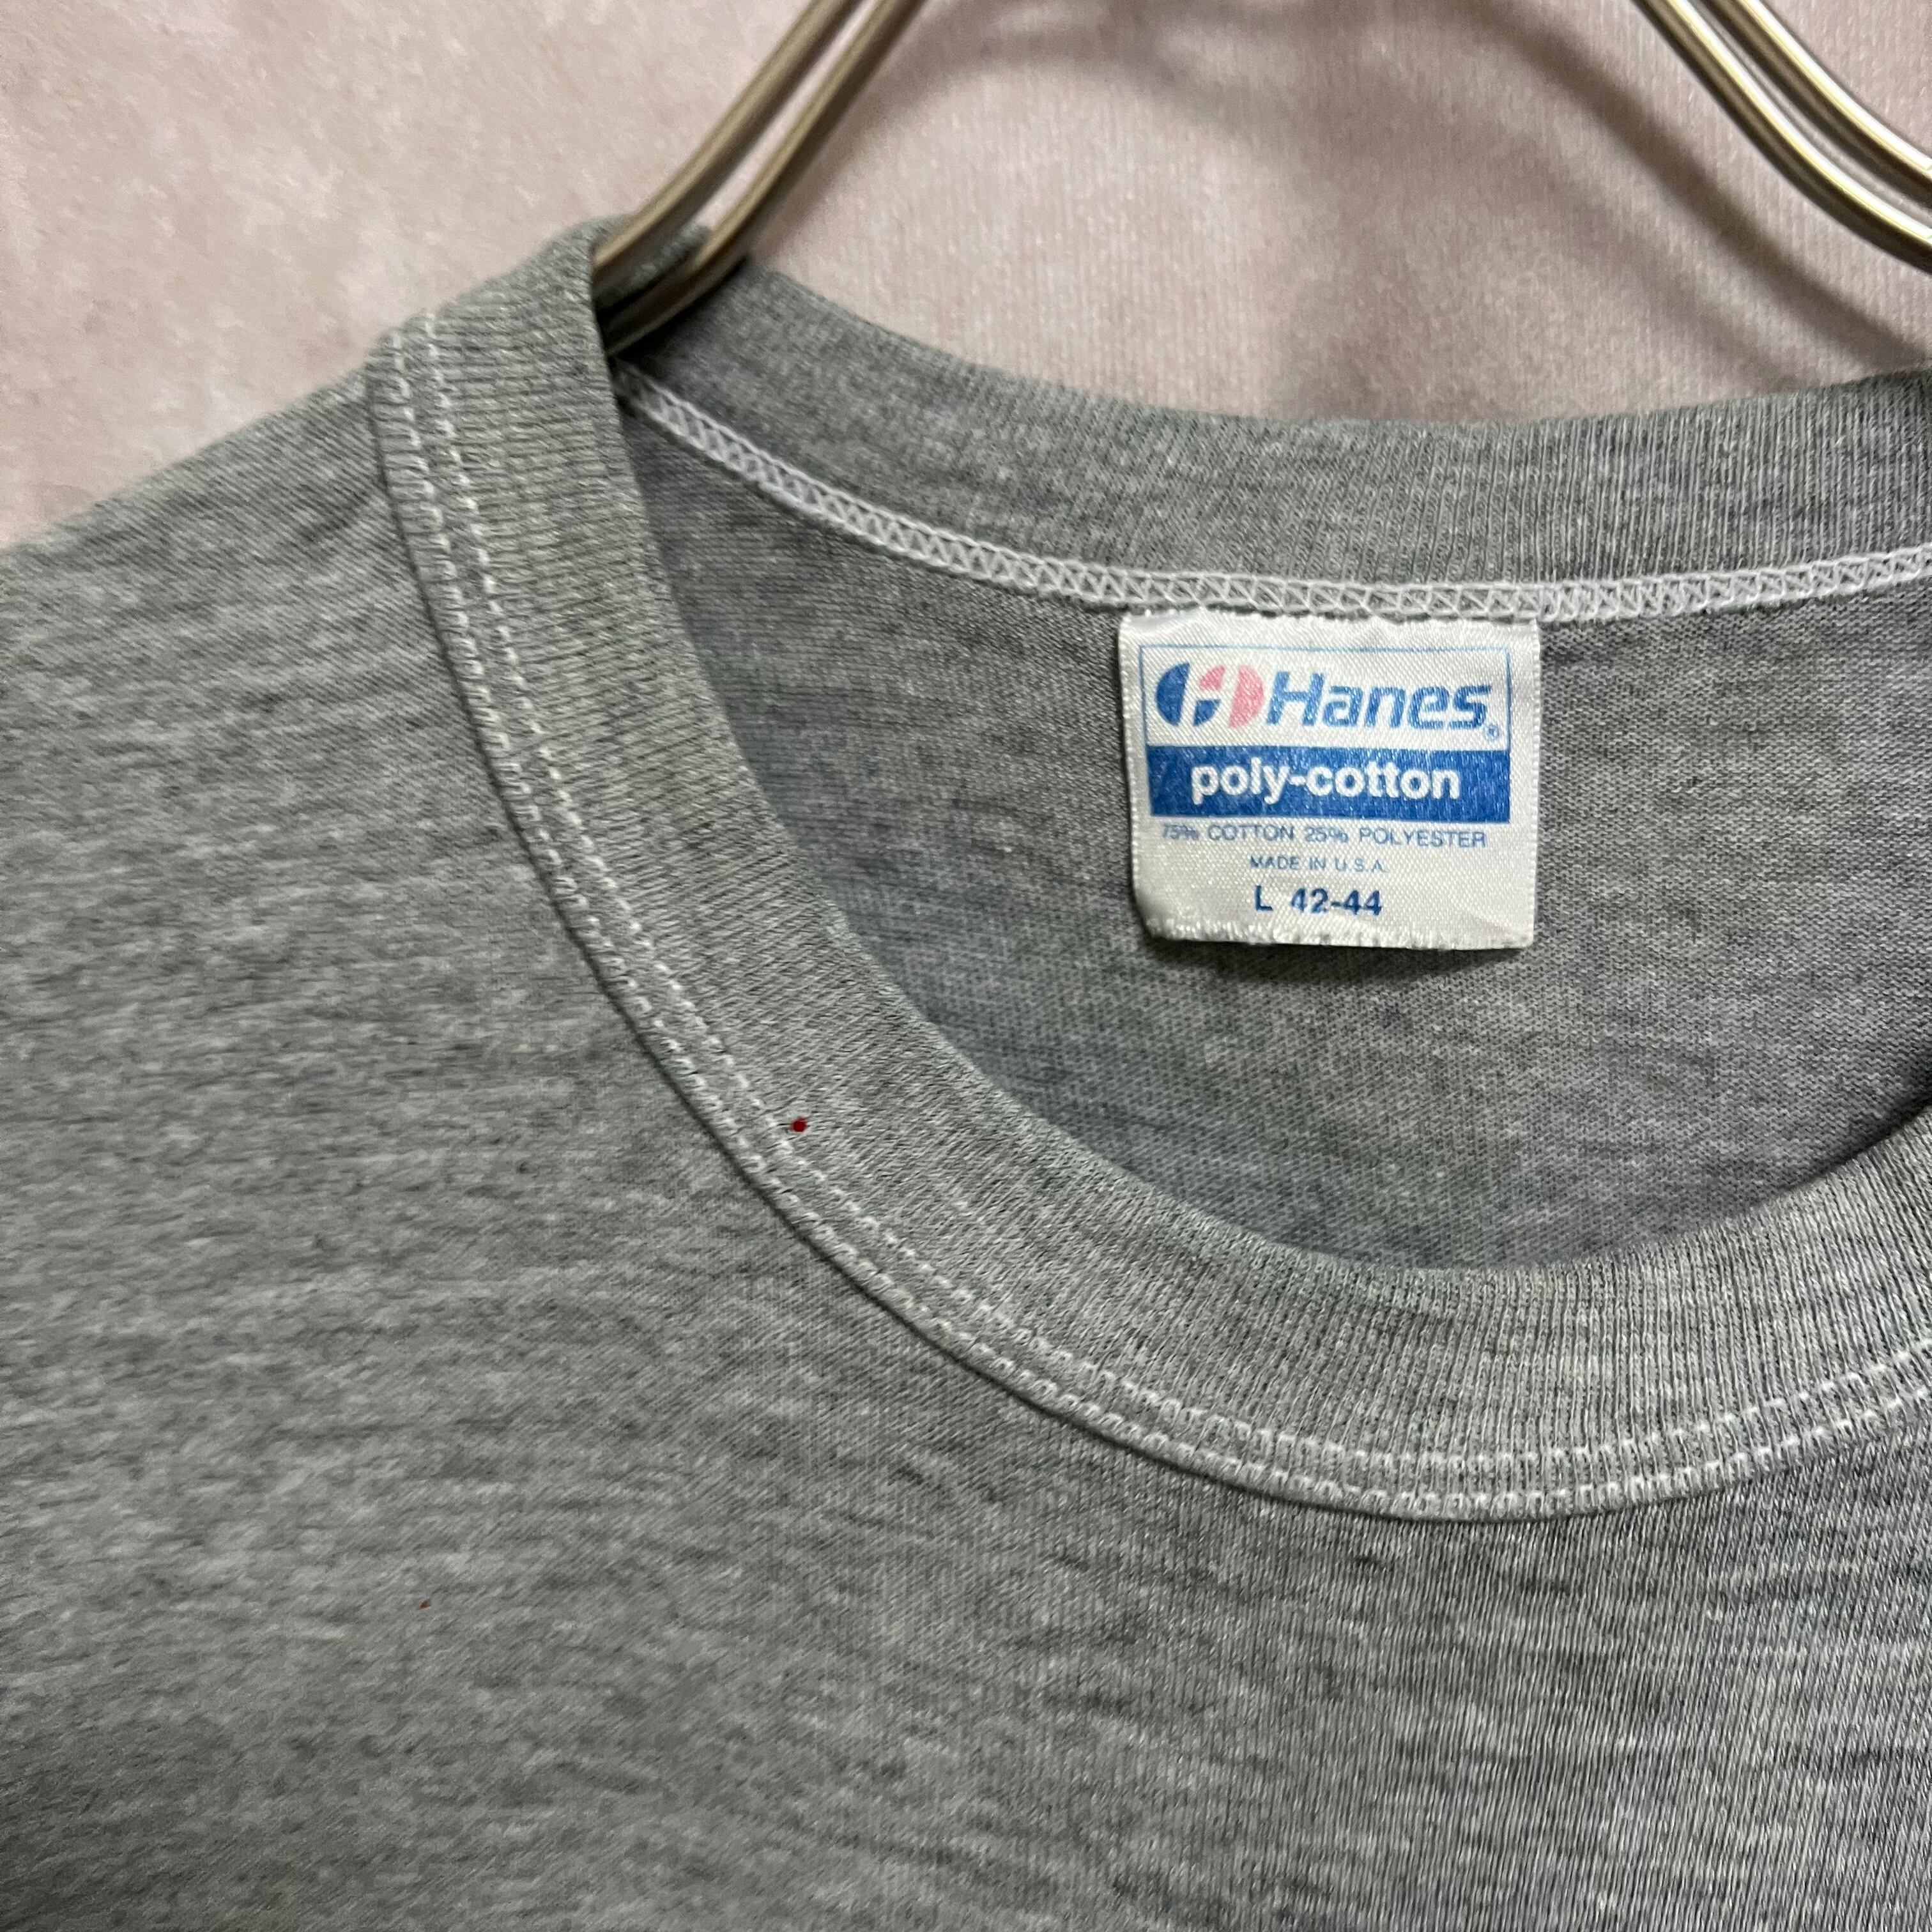 Hanes®
poly-cotton
75% COTTON 25% POLYESTER
MADE IN U.S.A.
L 42-44